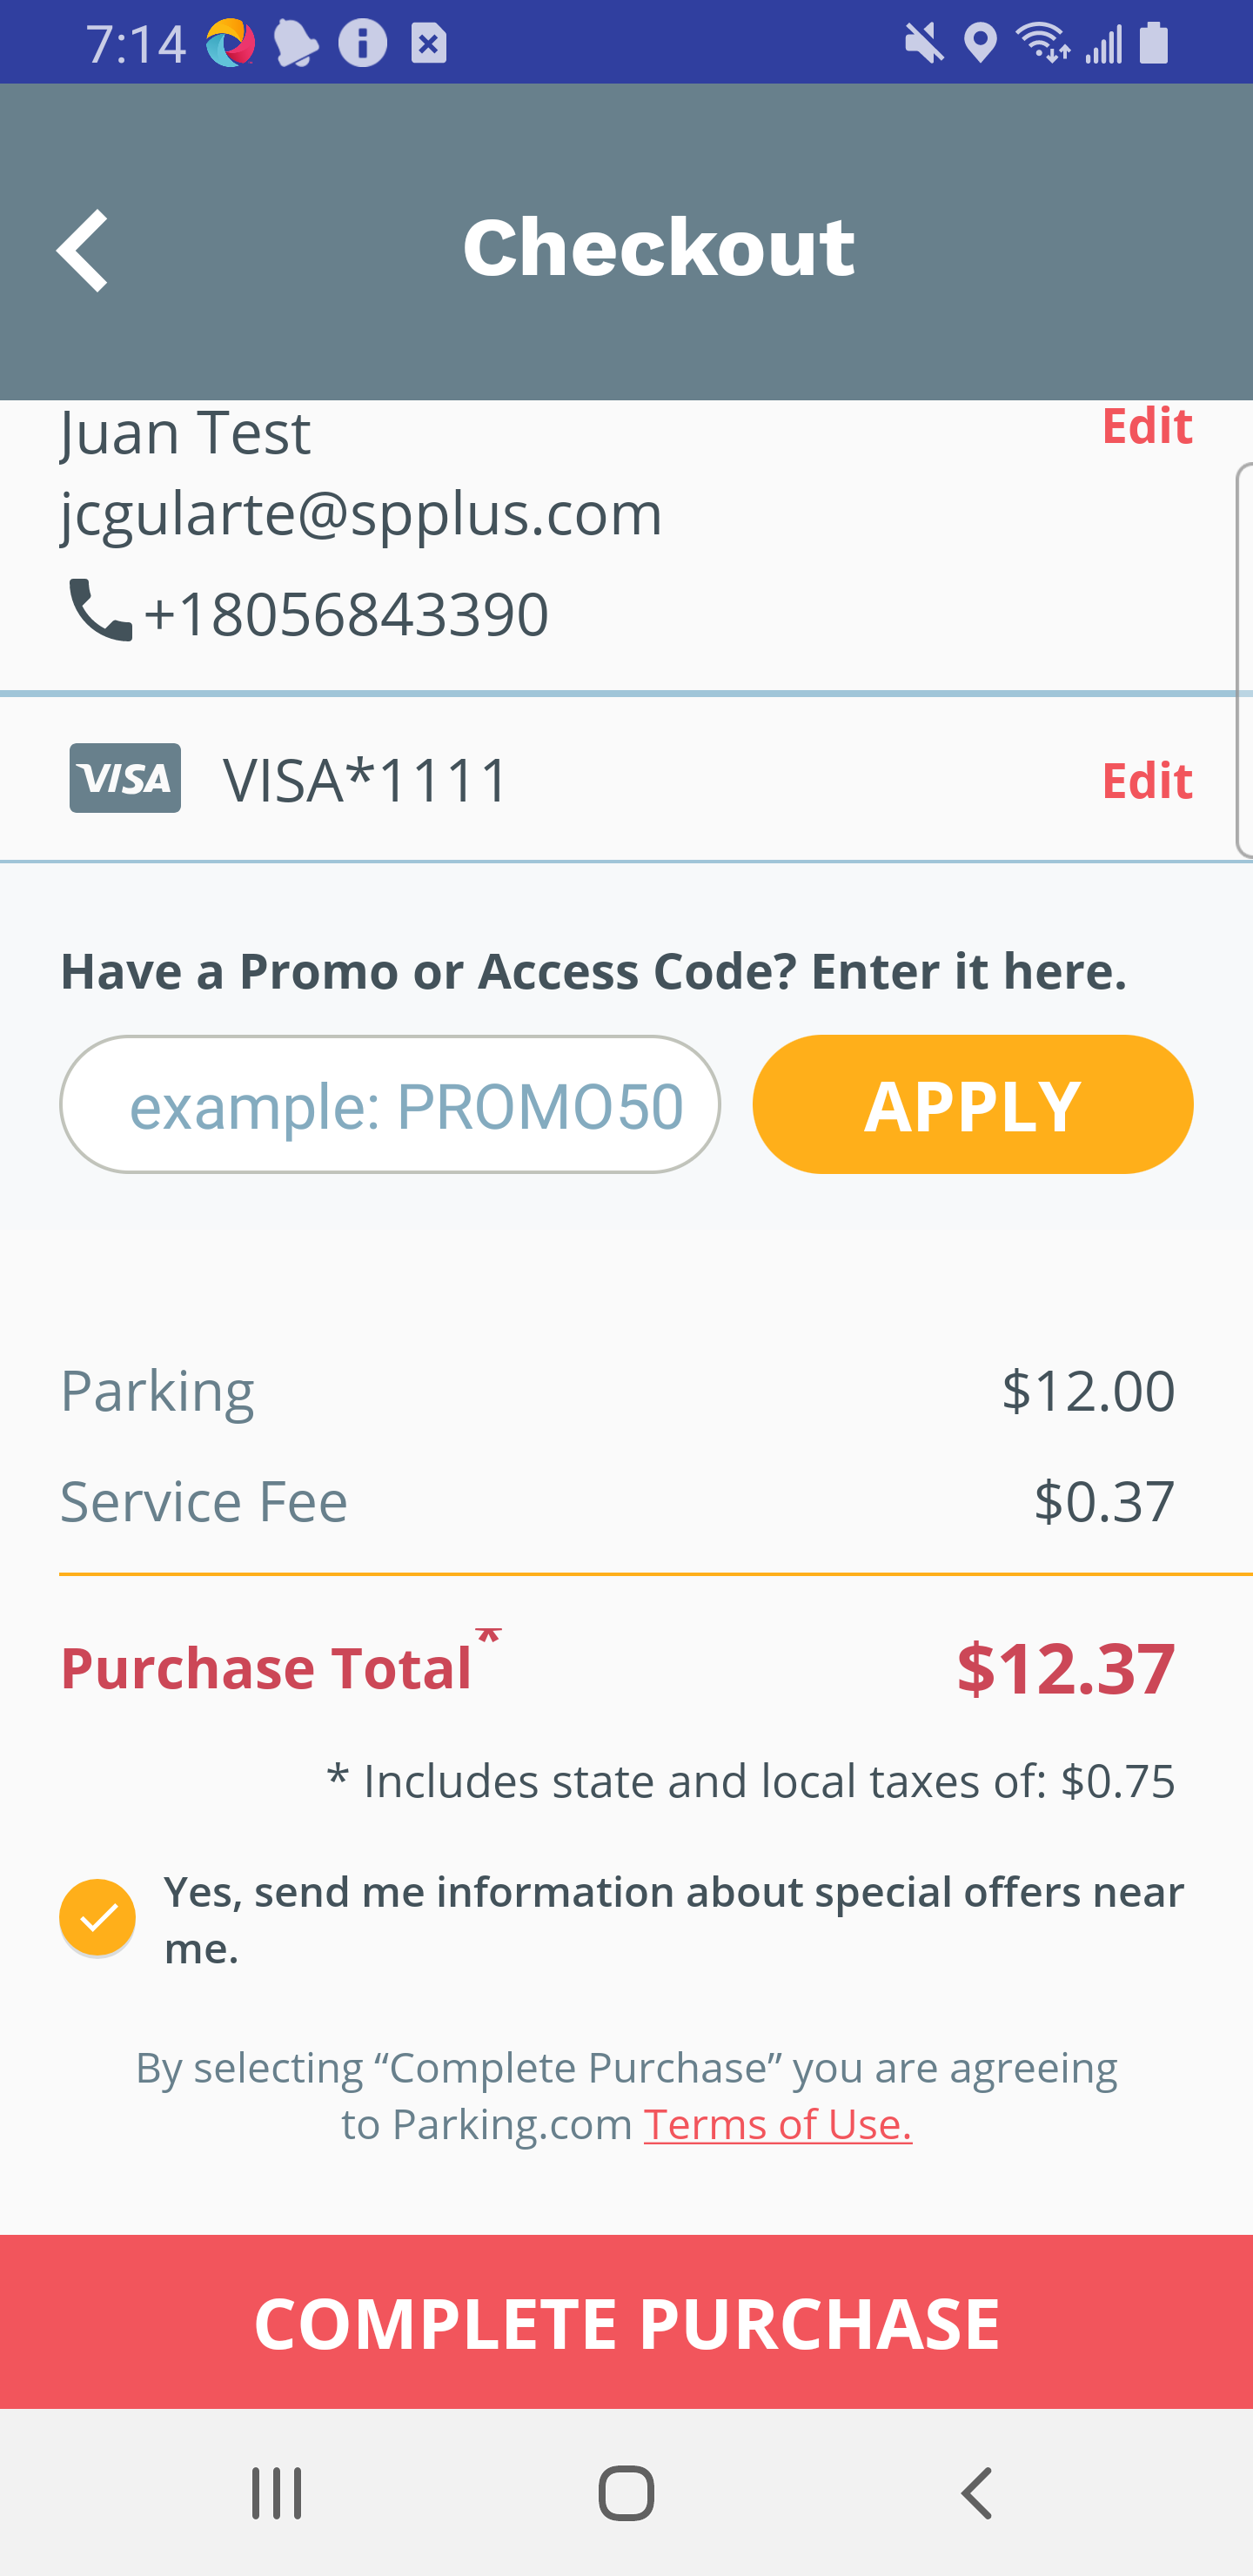 7:14
Checkout
Juan Test
Edit
jcgularte@spplus.com
+18056843390
VISA VISA*1111 Edit
Have a Promo or Access Code? Enter it here.
example: PROMO50 APPLY
Parking $12.00
Service Fee $0.37
Purchase Total* $12.37
* Includes state and local taxes of: $0.75
Yes, send me information about special offers near
me.
By selecting “Complete Purchase” you are agreeing
to Parking.com Terms of Use.
COMPLETE PURCHASE